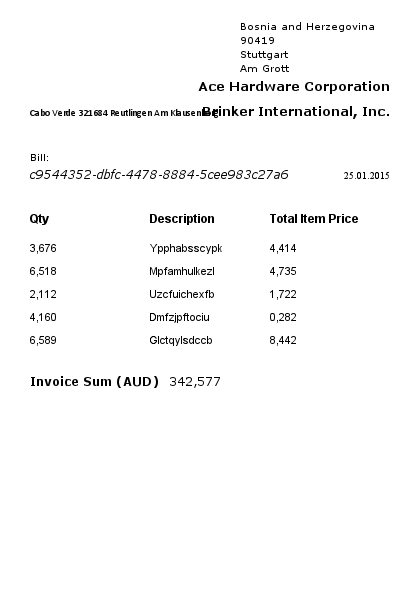 Bosnia and Herzegovina
90419
Stuttgart
Am Grott
Ace Hardware Corporation
Cabo Verde 321684 Reutlingen Am Klausenberg
Brinker International, Inc.
Bill:
c9544352-dbfc-4478-8884-5cee983c27a6 25.01.2015
Qty Description Total Item Price
3,676 Ypphabsscypk 4,414
6,518 Mpfamhulkezl 4,735
2,112 Uzcfuichexfb 1,722
4,160 Dmfzjpftociu 0,282
6,589 Glctqylsdccb 8,442
Invoice Sum (AUD) 342,577